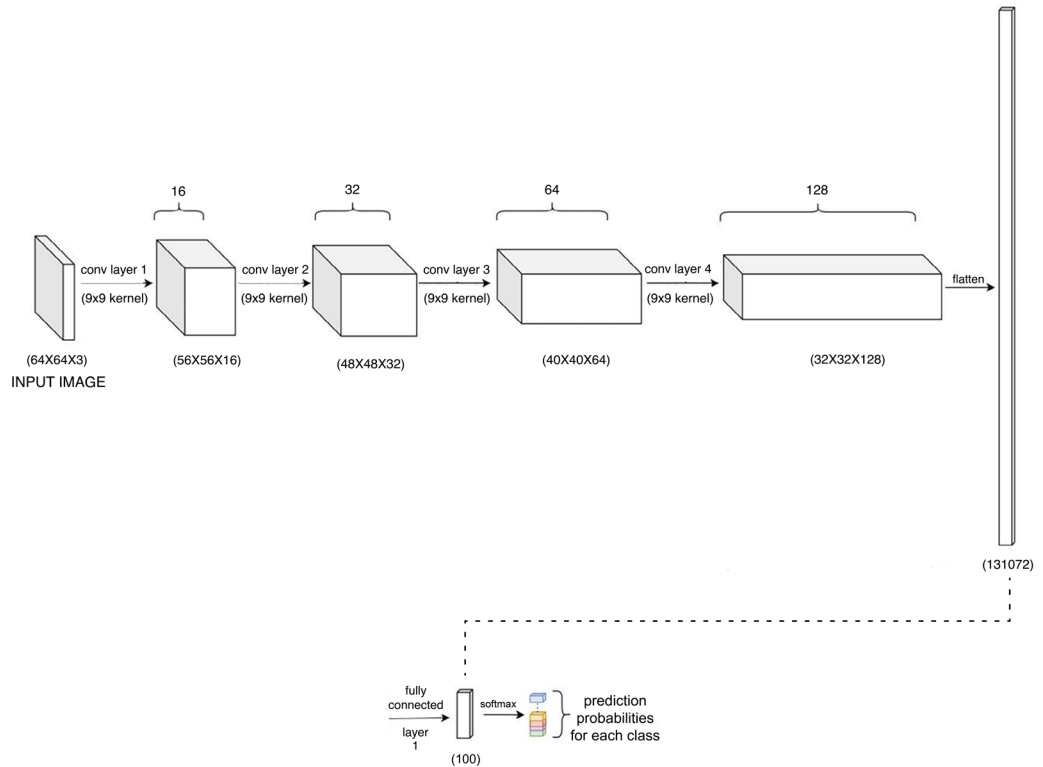 16
32
64
128
conv layer 1
(9x9 kernel)
conv layer 2
(9x9 kernel)
conv layer 3
(9x9 kernel)
conv layer 4
(9x9 kernel)
flatten
(64X64X3)
INPUT IMAGE
(56X56X16)
(48X48X32)
(40X40X64)
(32X32X128)
(131072)
fully
connected
layer
1
(100)
softmax
prediction
probabilities
for each class